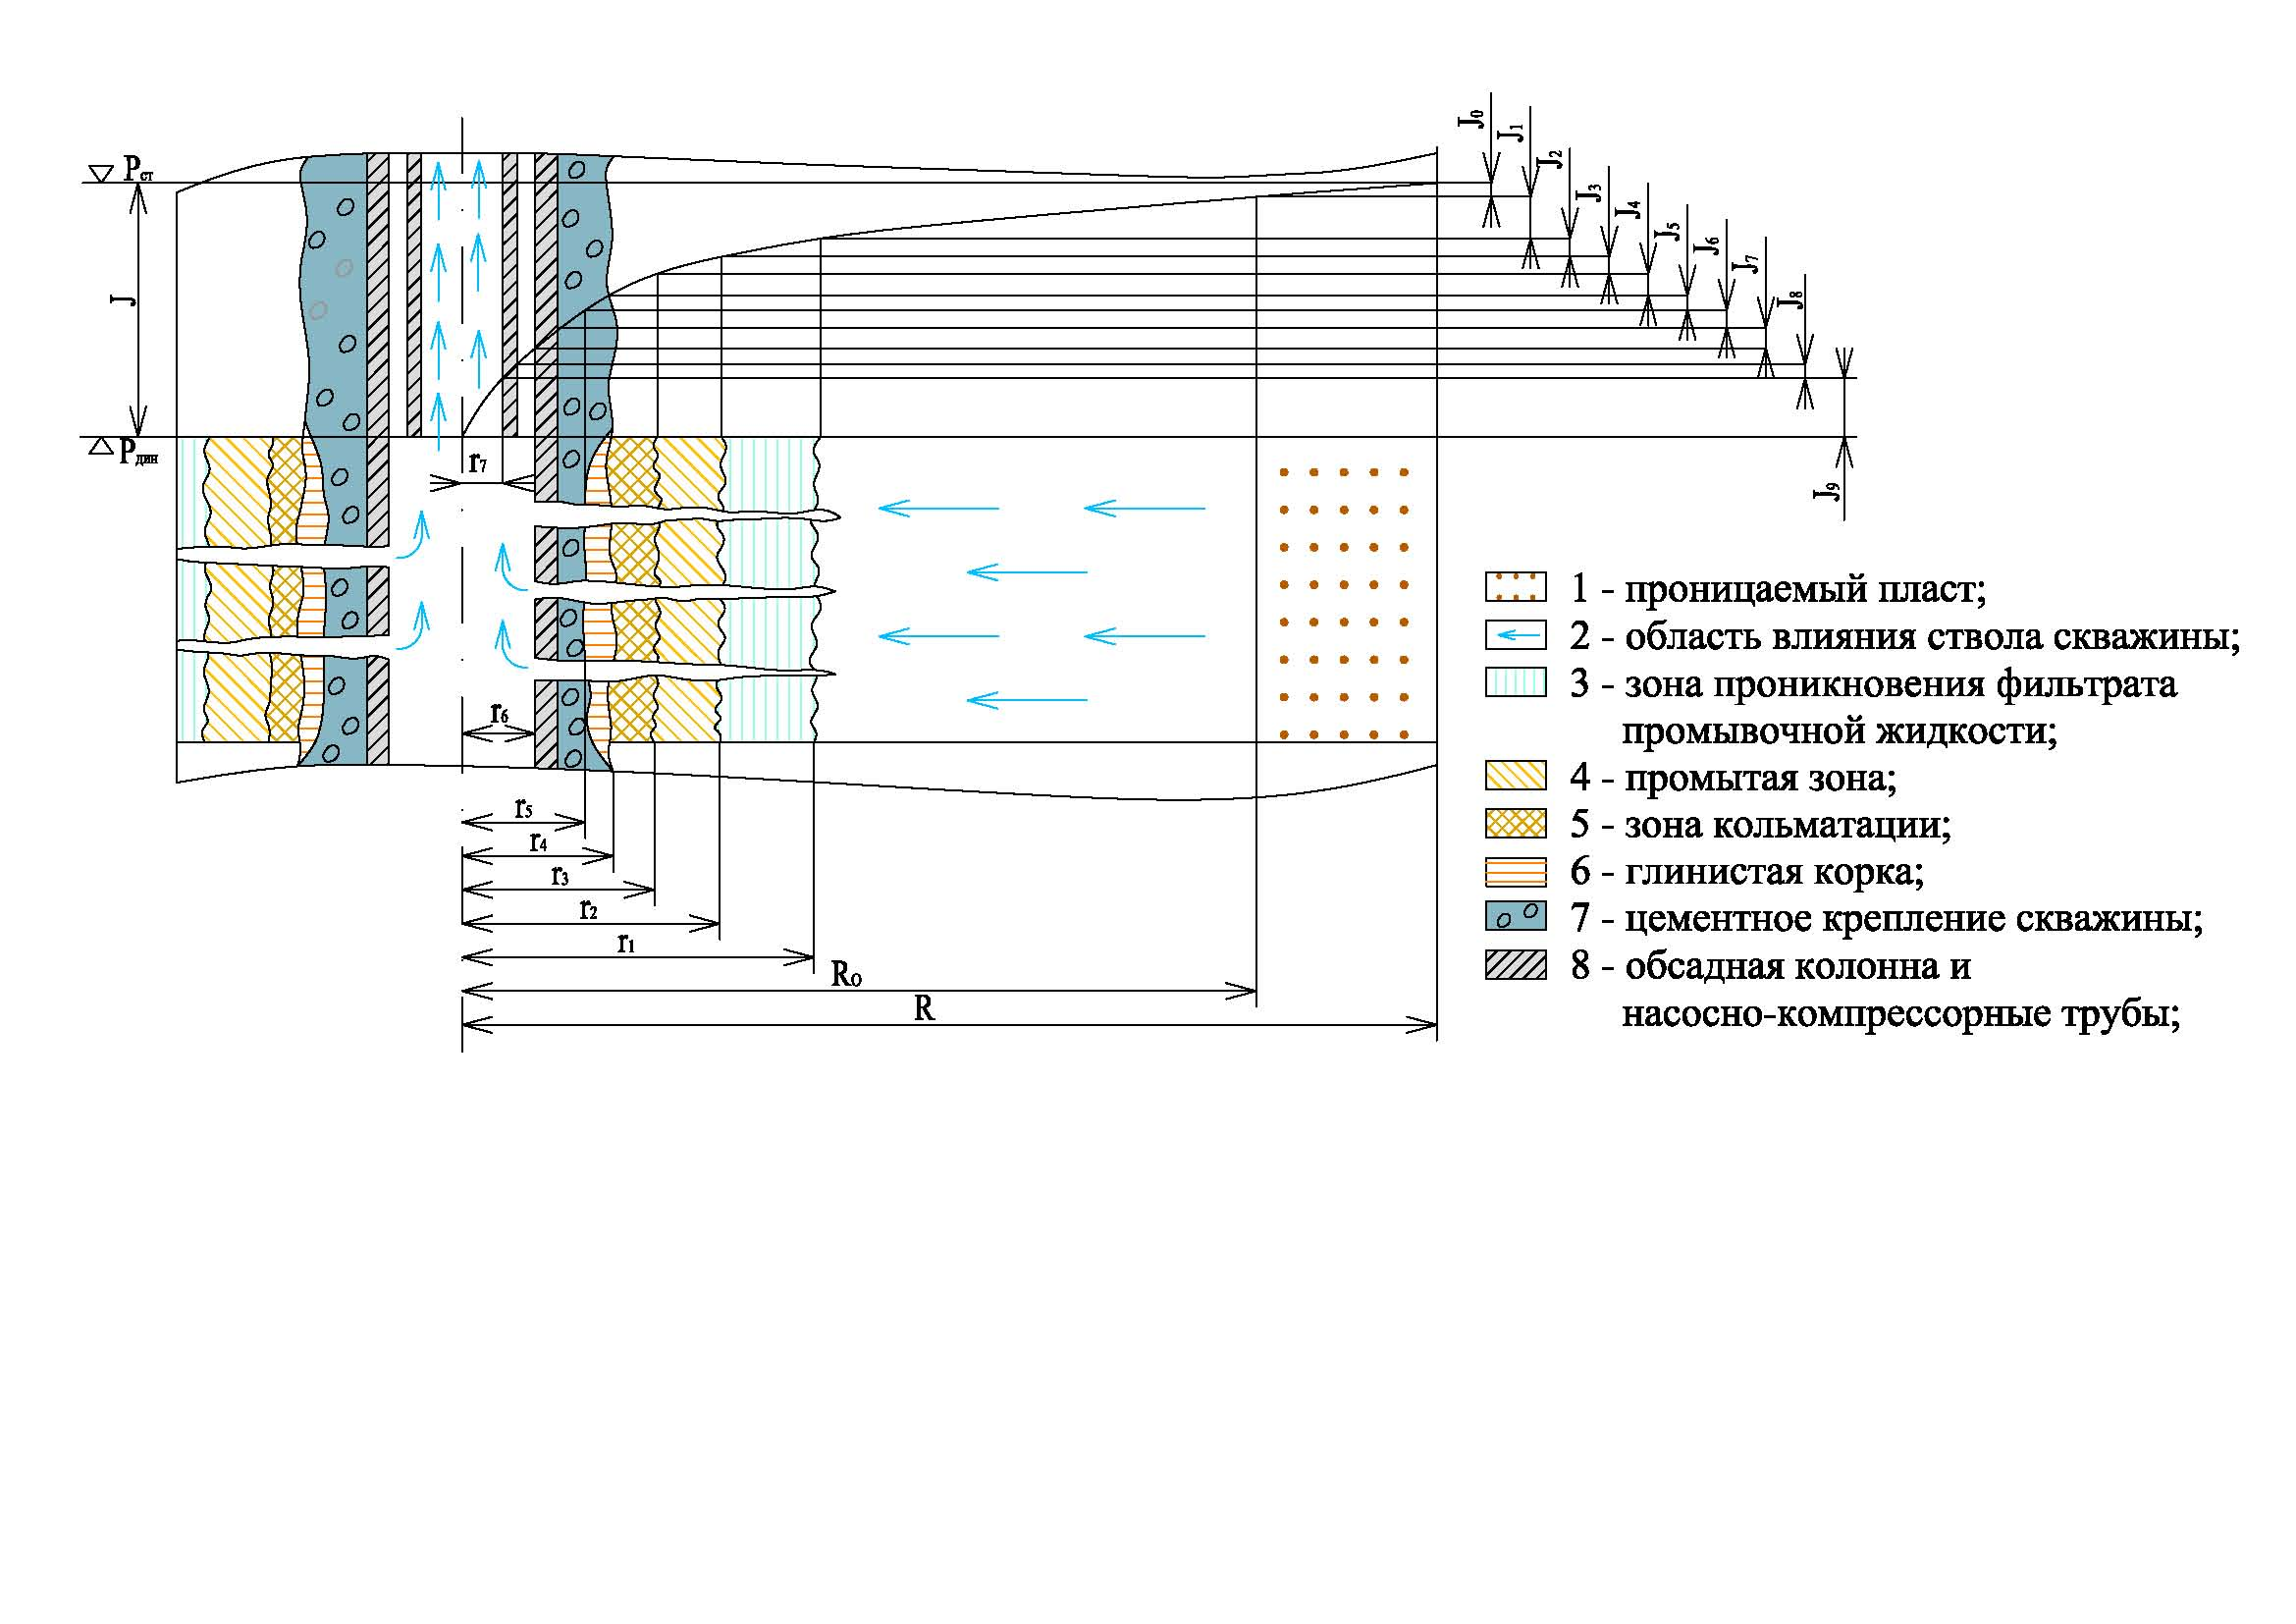 J₀
J₁
J₂
J₃
J₄
J₅
J₆
J₇
J₈
J₉
Pст
J
Pдин
r₇
r₆
r₅
r₄
r₃
r₂
r₁
R₀
R
1 - проницаемый пласт;
2 - область влияния ствола скважины;
3 - зона проникновения фильтрата
промывочной жидкости;
4 - промытая зона;
5 - зона кольматации;
6 - глинистая корка;
7 - цементное крепление скважины;
8 - обсадная колонна и
насосно-компрессорные трубы;